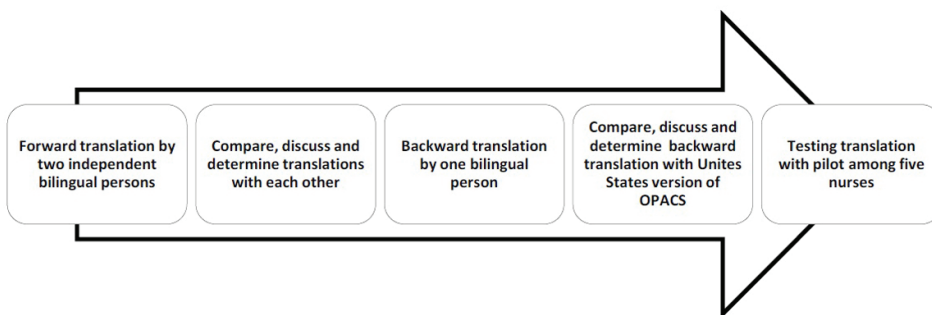 Forward translation by
two independent
bilingual persons
Compare, discuss and
determine translations
with each other
Backward translation
by one bilingual
person
Compare, discuss and
determine backward
translation with Unites
States version of
OPACS
Testing translation
with pilot among five
nurses